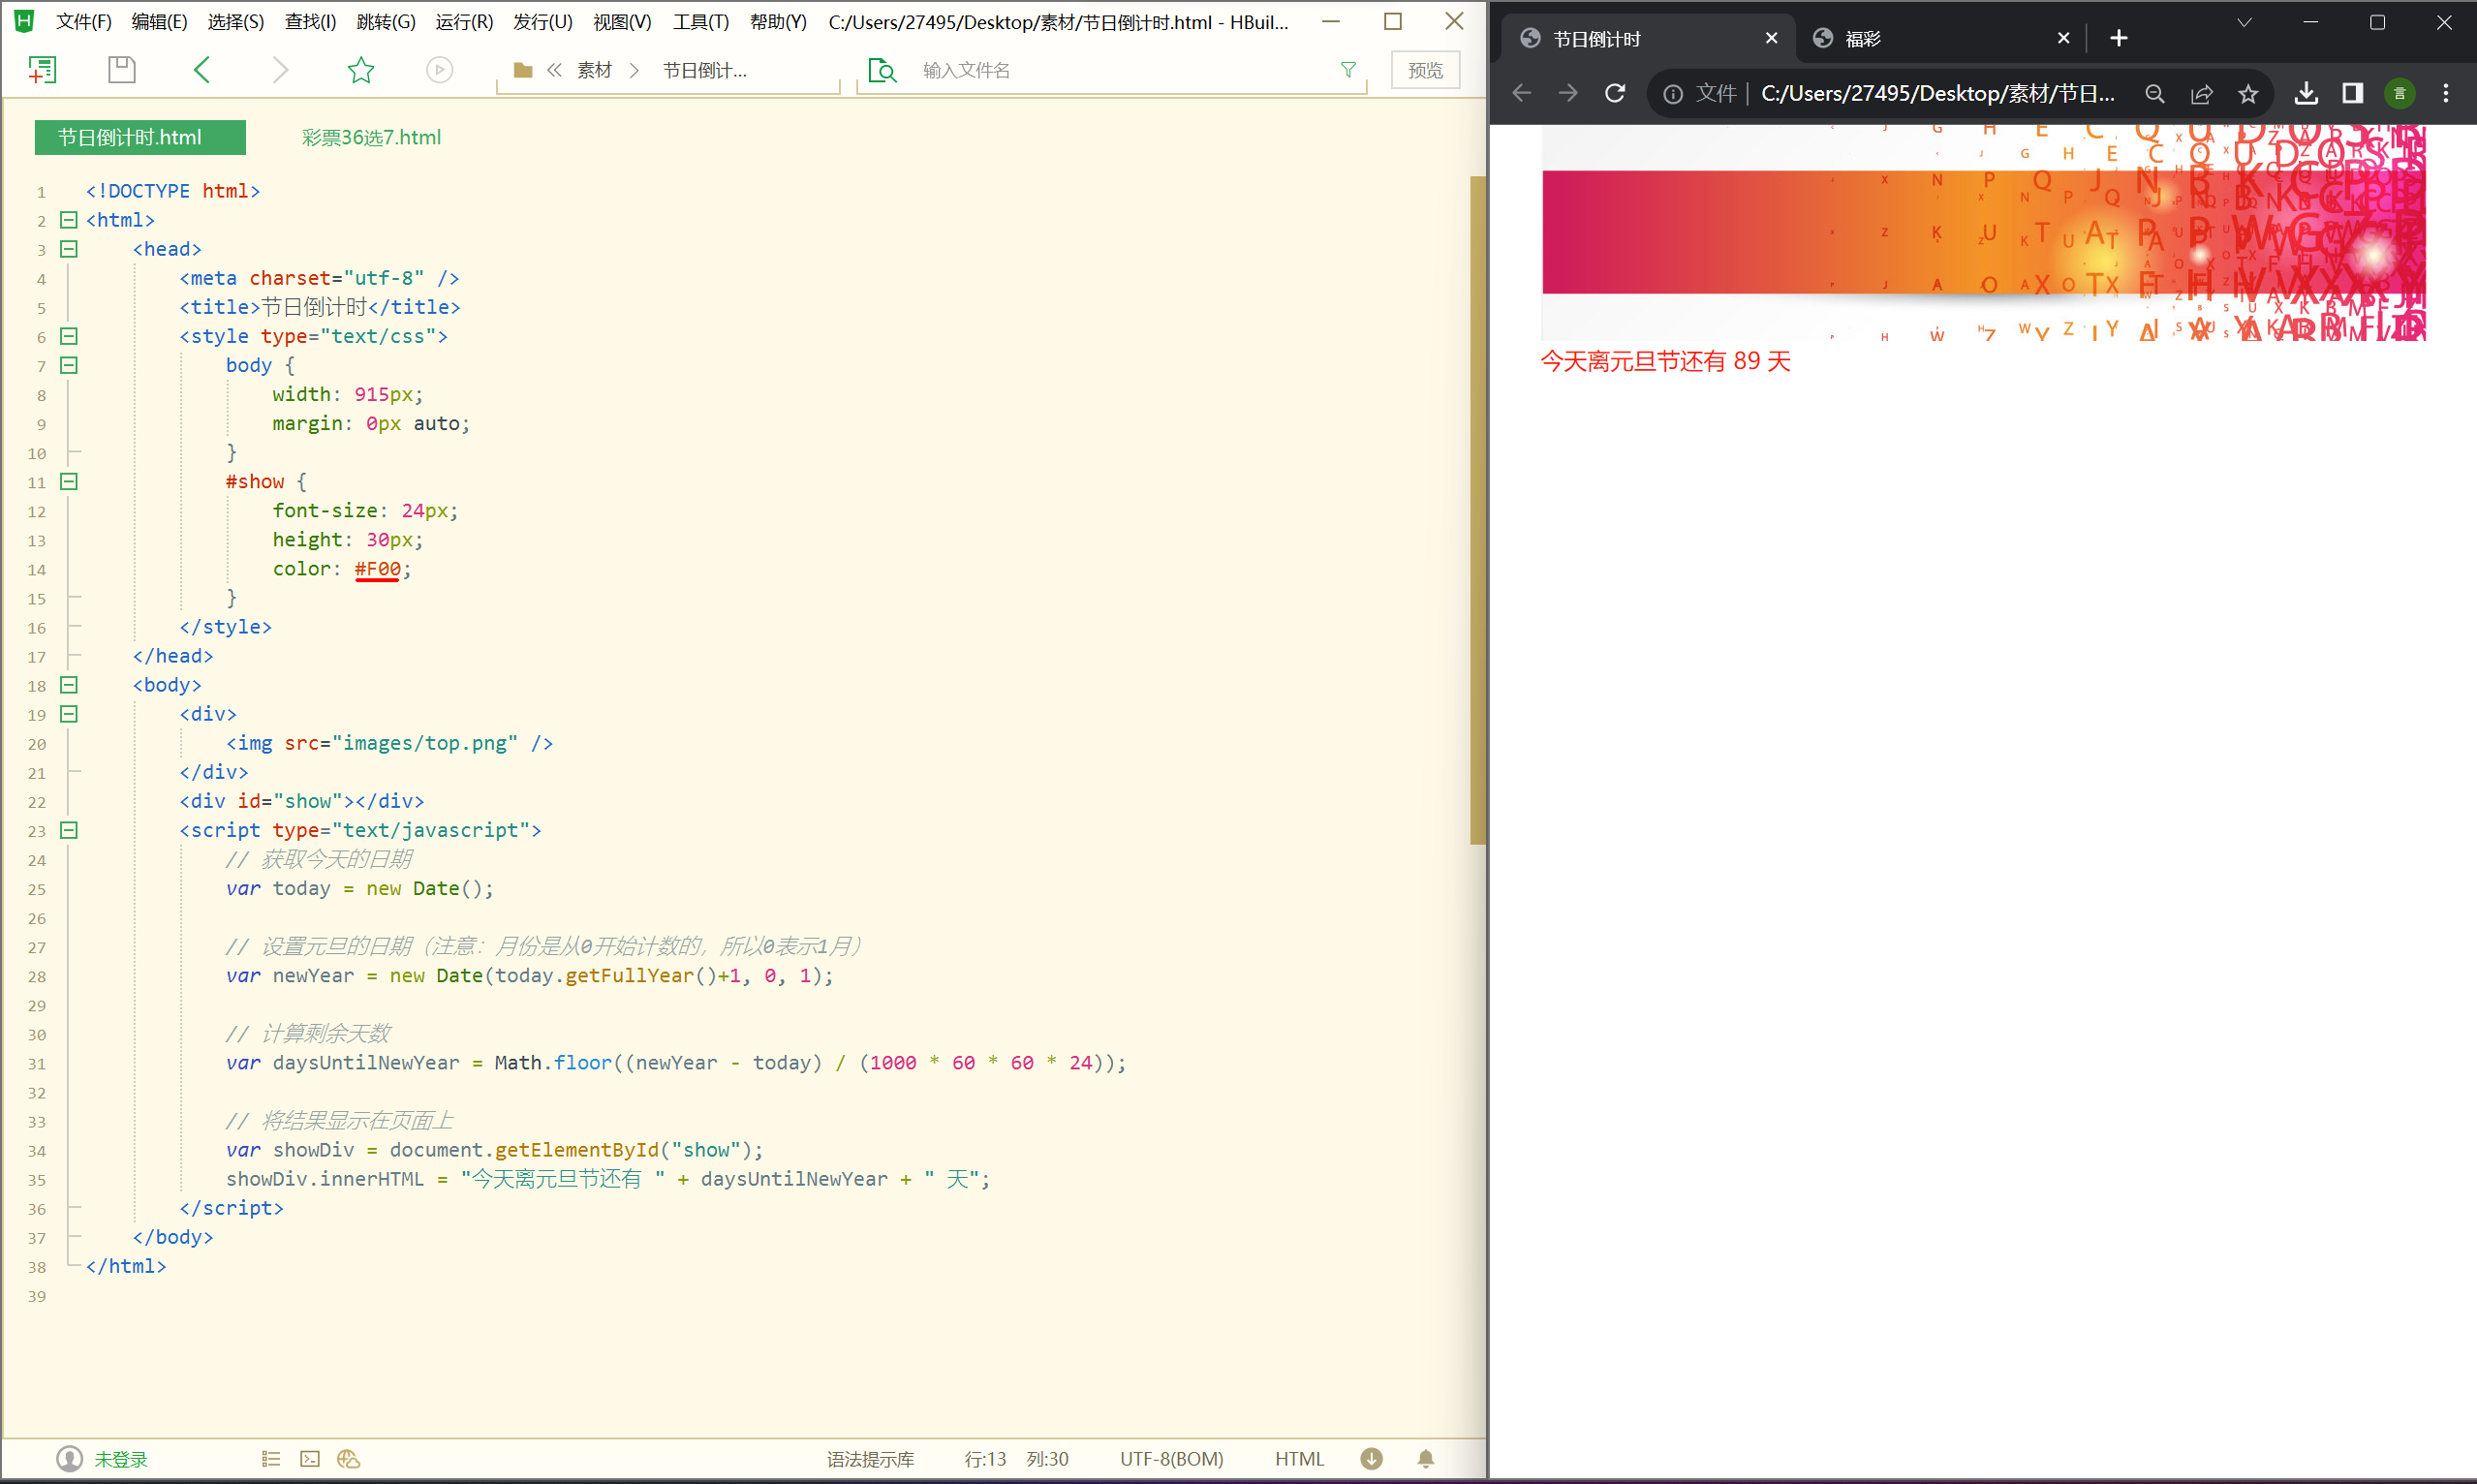 文件(F) 编辑(E) 选择(S) 查找(I) 跳转(G) 运行(R) 发行(U) 视图(V) 工具(T) 帮助(Y) C:/Users/27495/Desktop/素材/节日倒计时.html - HBuil...
素材 节日倒计... 输入文件名 预览
节日倒计时.html 彩票36选7.html
1 <!DOCTYPE html>
2 <html>
3 <head>
4 <meta charset="utf-8" />
5 <title>节日倒计时</title>
6 <style type="text/css">
7 body {
8 width: 915px;
9 margin: 0px auto;
10 }
11 #show {
12 font-size: 24px;
13 height: 30px;
14 color: #F00;
15 }
16 </style>
17 </head>
18 <body>
19 <div>
20 <img src="images/top.png" />
21 </div>
22 <div id="show"></div>
23 <script type="text/javascript">
24 // 获取今天的日期
25 var today = new Date();
26
27 // 设置元旦的日期（注意：月份是从0开始计数的，所以0表示1月）
28 var newYear = new Date(today.getFullYear()+1, 0, 1);
29
30 // 计算剩余天数
31 var daysUntilNewYear = Math.floor((newYear - today) / (1000 * 60 * 60 * 24));
32
33 // 将结果显示在页面上
34 var showDiv = document.getElementById("show");
35 showDiv.innerHTML = "今天离元旦节还有 " + daysUntilNewYear + " 天";
36 </script>
37 </body>
38 </html>
39
未登录 语法提示库 行:13 列:30 UTF-8(BOM) HTML
节日倒计时 福彩
文件 C:/Users/27495/Desktop/素材/节日... 言
今天离元旦节还有 89 天